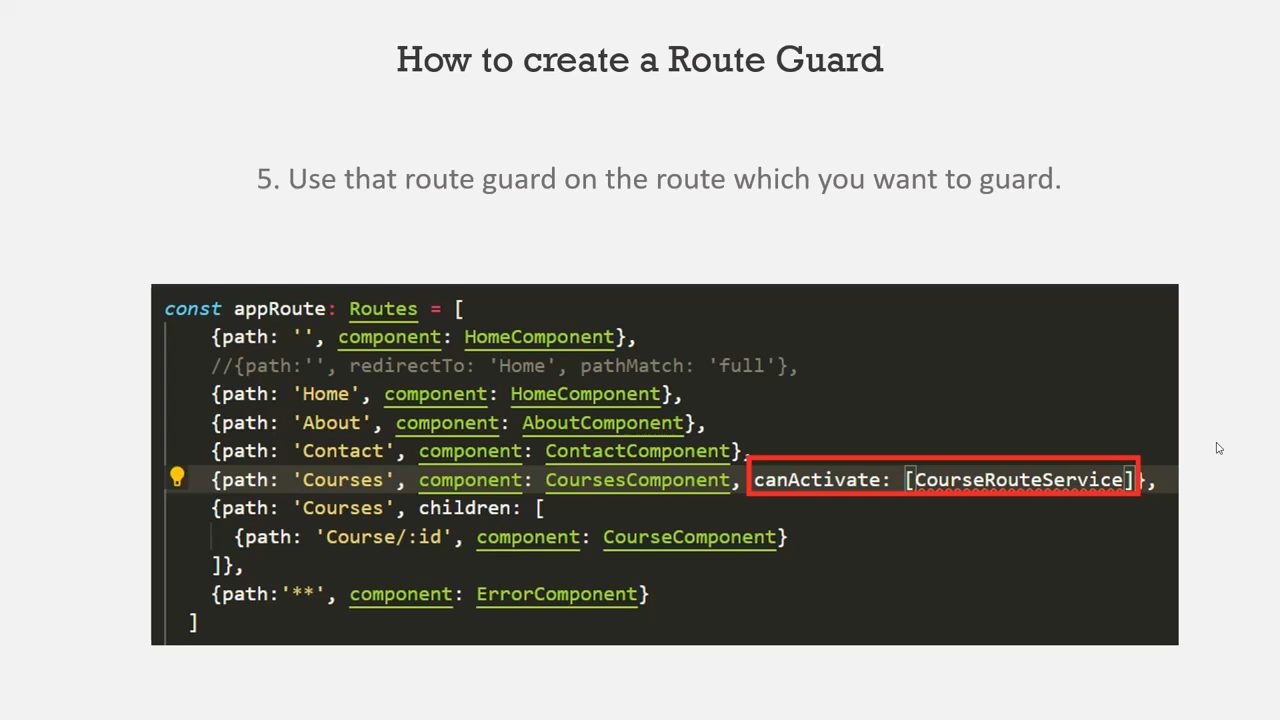 How to create a Route Guard
5. Use that route guard on the route which you want to guard.
const appRoute: Routes = [
{path: '', component: HomeComponent},
//{path:'', redirectTo: 'Home', pathMatch: 'full'},
{path: 'Home', component: HomeComponent},
{path: 'About', component: AboutComponent},
{path: 'Contact', component: ContactComponent},
{path: 'Courses', component: CoursesComponent, canActivate: [CourseRouteService]},
{path: 'Courses', children: [
{path: 'Course/:id', component: CourseComponent}
]},
{path:'**', component: ErrorComponent}
]